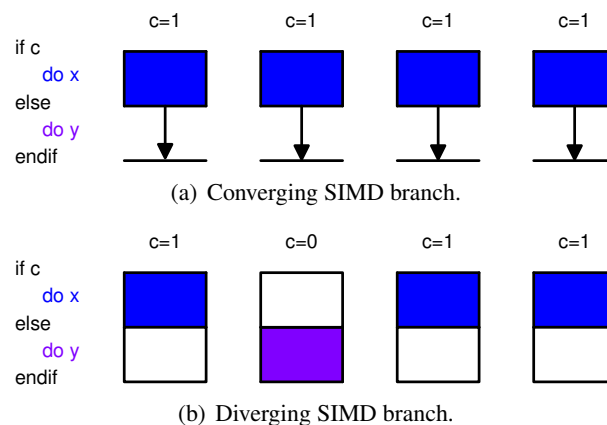 c=1 c=1 c=1 c=1
if c
do x
else
do y
endif
(a) Converging SIMD branch.
c=1 c=0 c=1 c=1
if c
do x
else
do y
endif
(b) Diverging SIMD branch.